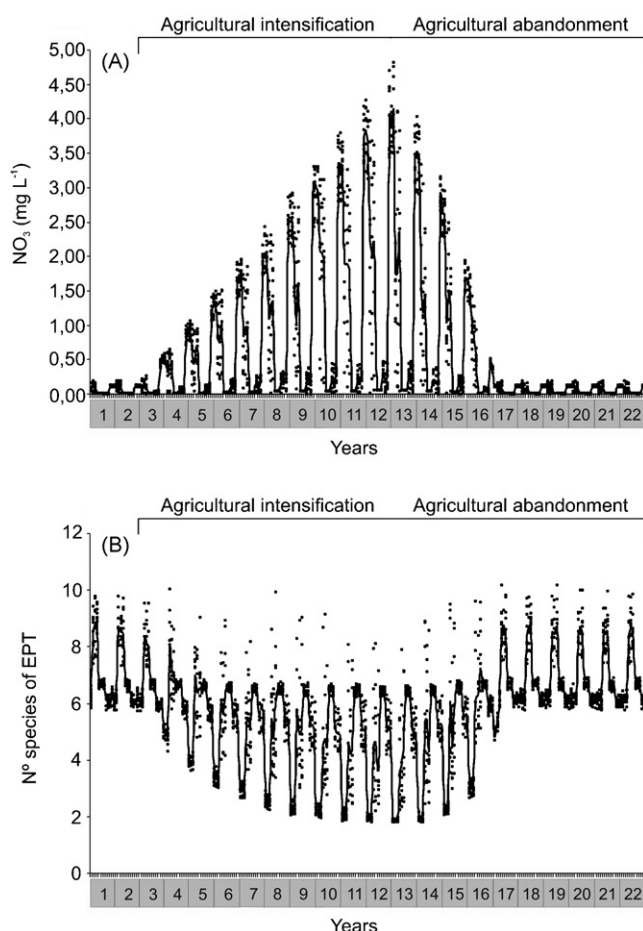 Agricultural intensification Agricultural abandonment
(A)
5,00
4,50
4,00
3,50
3,00
2,50
2,00
1,50
1,00
0,50
0,00
NO₃ (mg L⁻¹)
1 2 3 4 5 6 7 8 9 10 11 12 13 14 15 16 17 18 19 20 21 22
Years
Agricultural intensification Agricultural abandonment
(B)
12
10
8
6
4
2
0
Nº species of EPT
1 2 3 4 5 6 7 8 9 10 11 12 13 14 15 16 17 18 19 20 21 22
Years